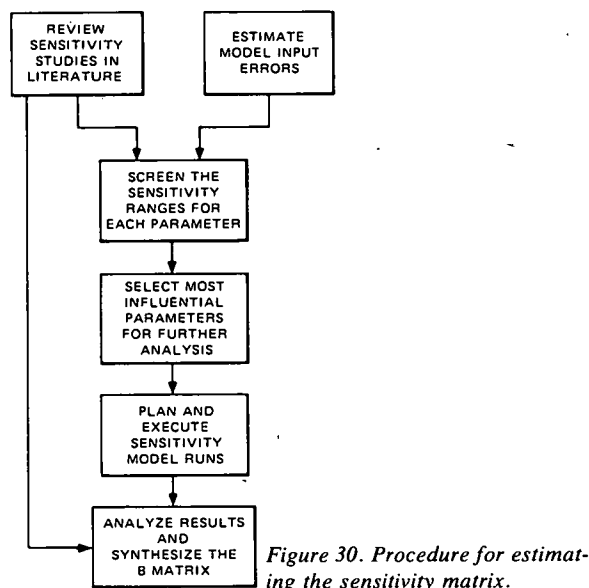 REVIEW
SENSITIVITY
STUDIES IN
LITERATURE
ESTIMATE
MODEL INPUT
ERRORS
SCREEN THE
SENSITIVITY
RANGES FOR
EACH PARAMETER
SELECT MOST
INFLUENTIAL
PARAMETERS
FOR FURTHER
ANALYSIS
PLAN AND
EXECUTE
SENSITIVITY
MODEL RUNS
ANALYZE RESULTS
AND
SYNTHESIZE THE
B MATRIX
Figure 30. Procedure for estimat-
ing the sensitivity matrix.